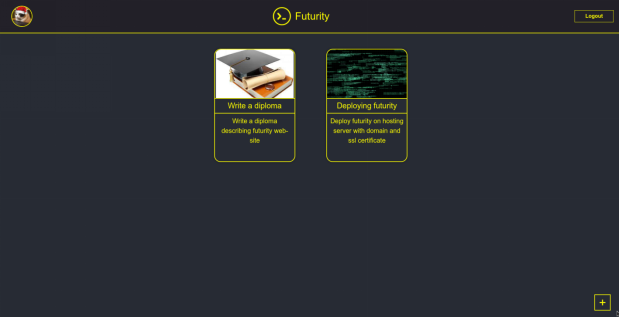 Futurity
Logout
Write a diploma
Write a diploma
describing futurity web-
site
Deploying futurity
Deploy futurity on hosting
server with domain and
ssl certificate
+